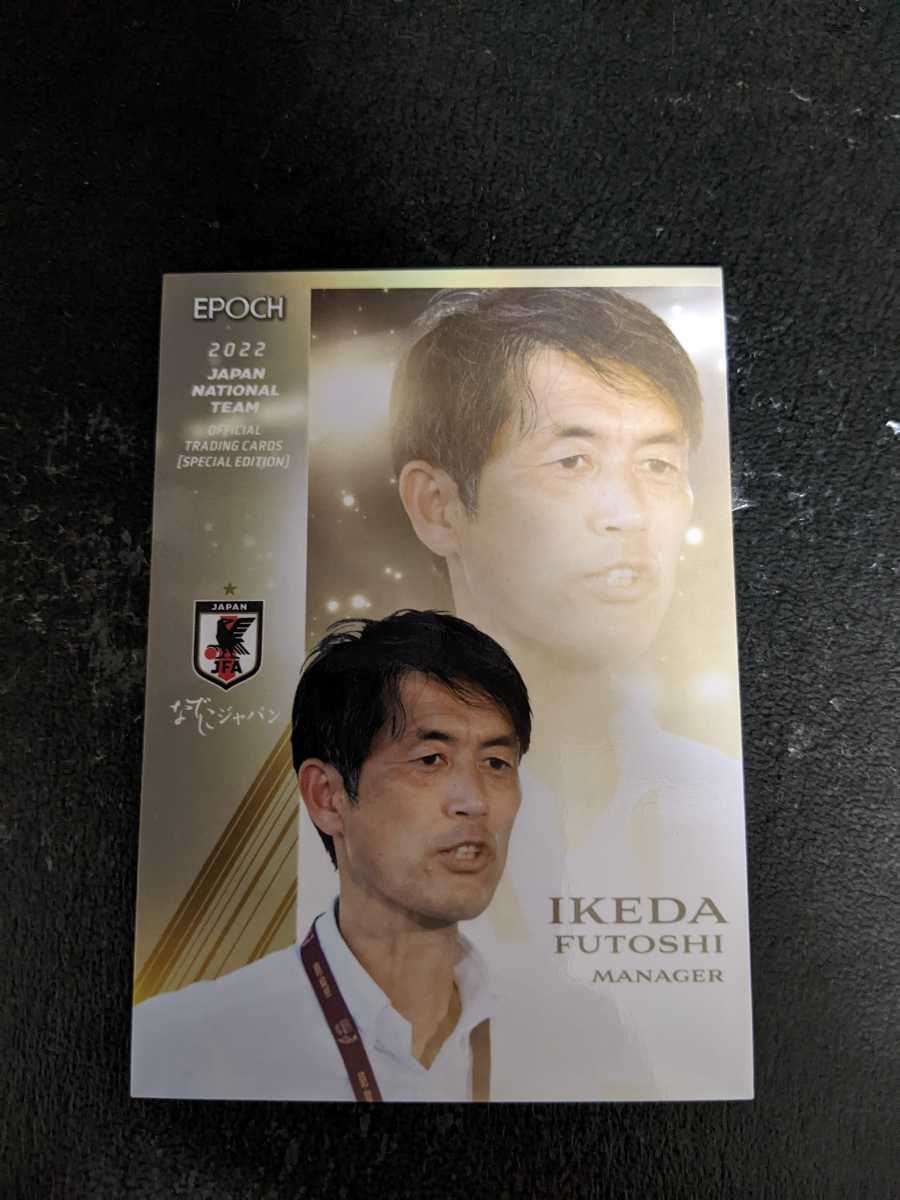 EPOCH
2022
JAPAN
NATIONAL
TEAM
OFFICIAL
TRADING CARDS
[SPECIAL EDITION]
JAPAN
JFA
なでしこジャパン
IKEDA
FUTOSHI
MANAGER